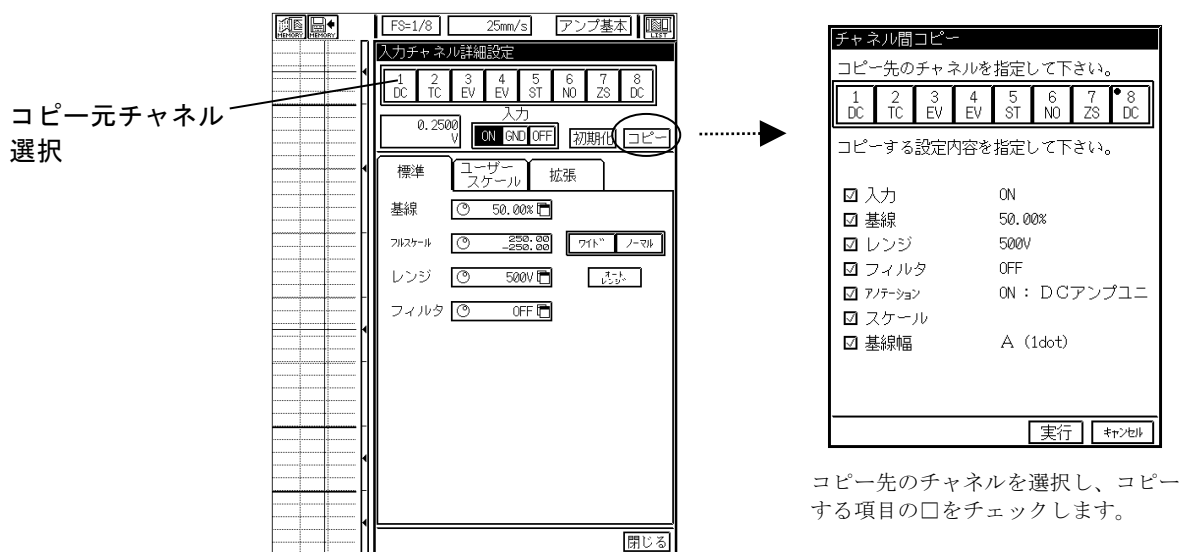 コピー元チャネル
選択
MEMORY MEMORY
FS=1/8 25mm/s アンプ基本 LIST
入力チャネル詳細設定
1 2 3 4 5 6 7 8
DC TC EV EV ST NO ZS DC
入力
0.2500
V
ON GND OFF 初期化 コピー
標準 ユーザー
スケール 拡張
基線 50.00%
フルスケール 250.00
-250.00 ワイド ノーマル
レンジ 500V オート
レンジ
フィルタ OFF
閉じる
チャネル間コピー
コピー先のチャネルを指定して下さい。
1 2 3 4 5 6 7 8
DC TC EV EV ST NO ZS DC
コピーする設定内容を指定して下さい。
☑ 入力 ON
☑ 基線 50.00%
☑ レンジ 500V
☑ フィルタ OFF
☑ アノテーション ON : DCアンプユニ
☑ スケール
☑ 基線幅 A (1dot)
実行 キャンセル
コピー先のチャネルを選択し、コピー
する項目の□をチェックします。